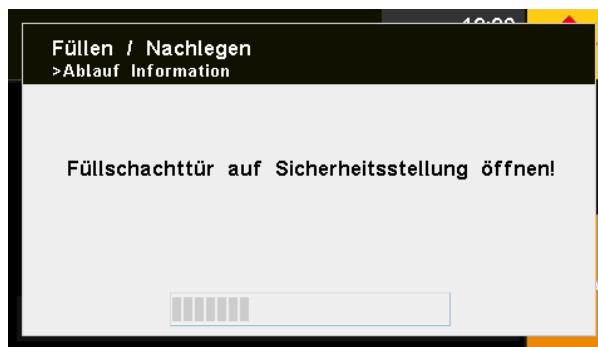 Füllen / Nachlegen
>Ablauf Information
Füllschachttür auf Sicherheitsstellung öffnen!